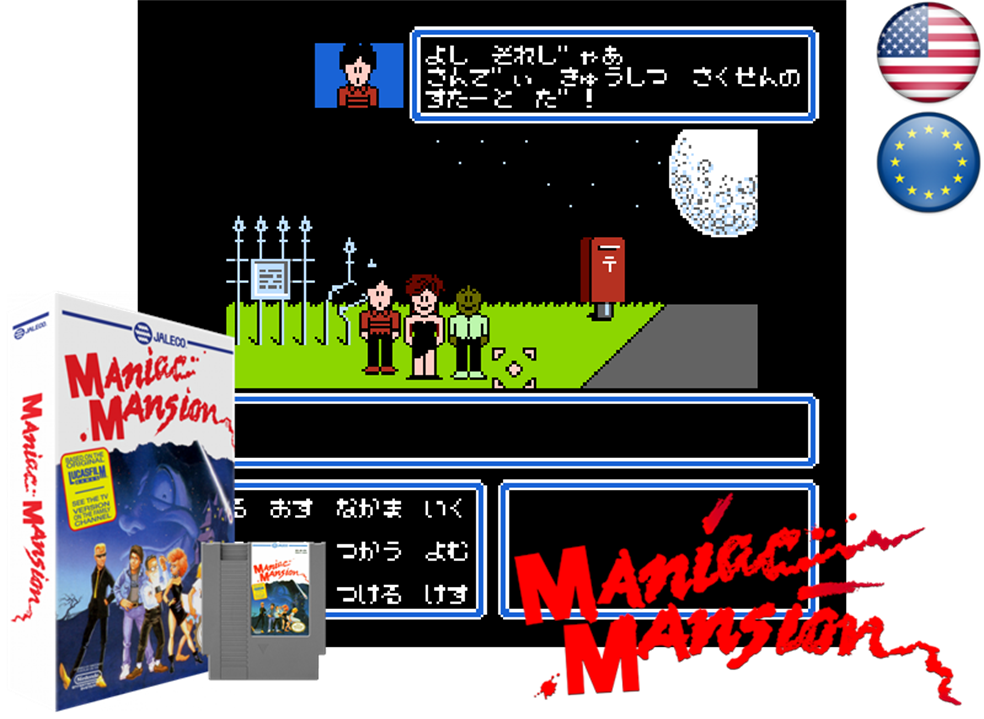 よし それじゃあ
さんでぃ きゅうしつ さくせんの
すたーと だ!
〒
る おす なかま いく
つかう よむ
つける けす
JALECO
MANIAC
MANSION
BASED ON THE
ORIGINAL
LUCASFILM
GAMES
SEE THE TV
VERSION
ON THE FAMILY
CHANNEL
Nintendo
JALECO
MANIAC MANSION
MANIAC
MANSION
MANIAC
MANSION